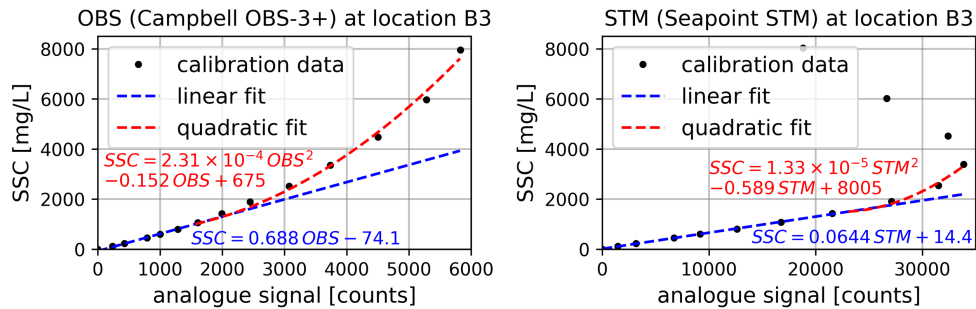 OBS (Campbell OBS-3+) at location B3
SSC [mg/L]
8000
6000
4000
2000
0
calibration data
linear fit
quadratic fit
SSC = 2.31 × 10⁻⁴ OBS²
−0.152 OBS + 675
SSC = 0.688 OBS − 74.1
0 1000 2000 3000 4000 5000 6000
analogue signal [counts]
STM (Seapoint STM) at location B3
SSC [mg/L]
8000
6000
4000
2000
0
calibration data
linear fit
quadratic fit
SSC = 1.33 × 10⁻⁵ STM²
−0.589 STM + 8005
SSC = 0.0644 STM + 14.4
0 10000 20000 30000
analogue signal [counts]